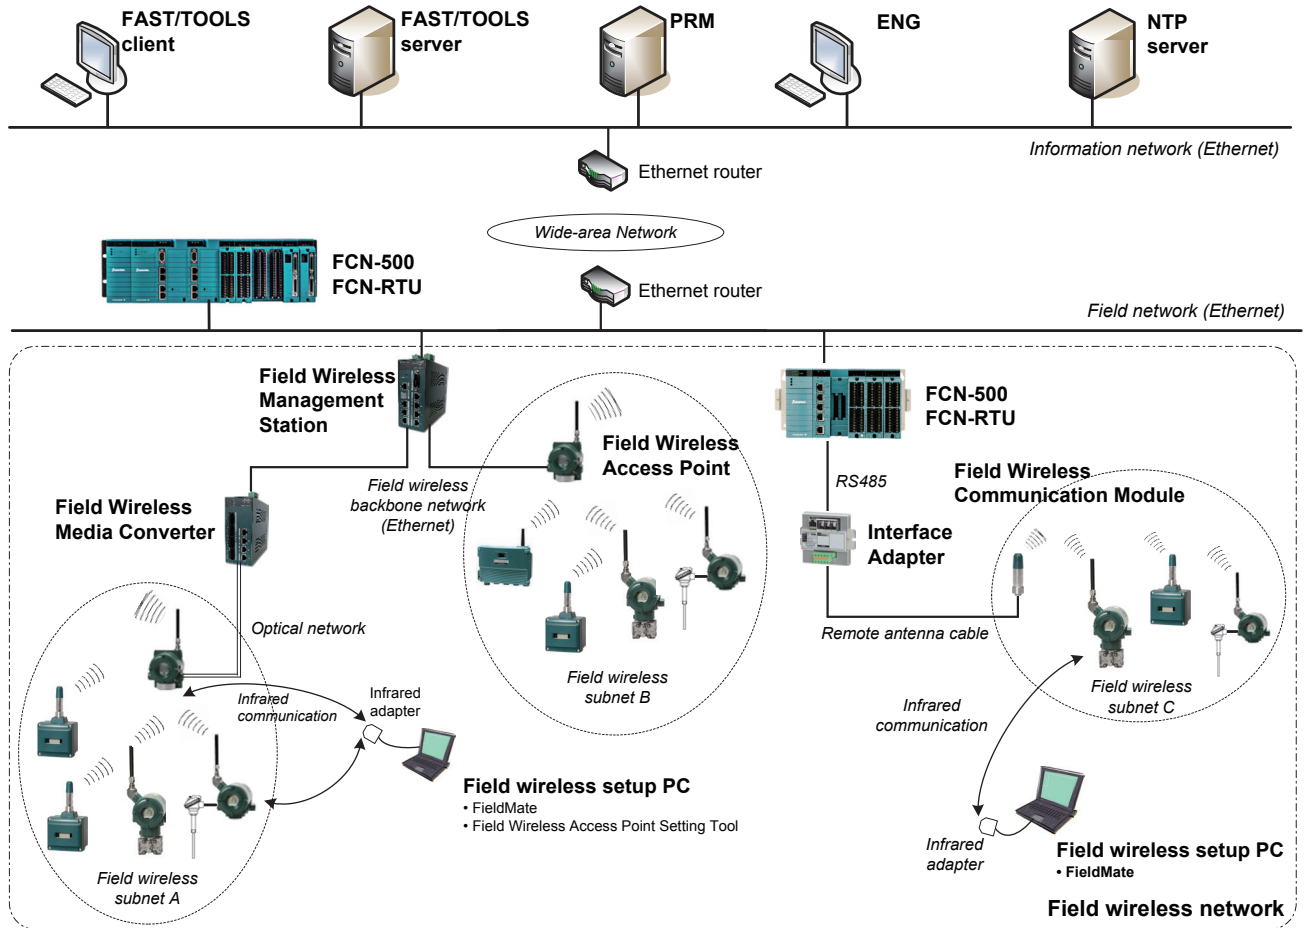 FAST/TOOLS
client
FAST/TOOLS
server
PRM
ENG
NTP
server
Information network (Ethernet)
Ethernet router
Wide-area Network
FCN-500
FCN-RTU
Ethernet router
Field network (Ethernet)
Field Wireless
Management
Station
Field Wireless
Access Point
FCN-500
FCN-RTU
Field wireless
backbone network
(Ethernet)
RS485
Field Wireless
Communication Module
Field Wireless
Media Converter
Interface
Adapter
Optical network
Remote antenna cable
Field wireless
subnet B
Field wireless
subnet C
Infrared
communication
Infrared
adapter
Infrared
communication
Field wireless setup PC
• FieldMate
• Field Wireless Access Point Setting Tool
Infrared
adapter
Field wireless setup PC
• FieldMate
Field wireless
subnet A
Field wireless network